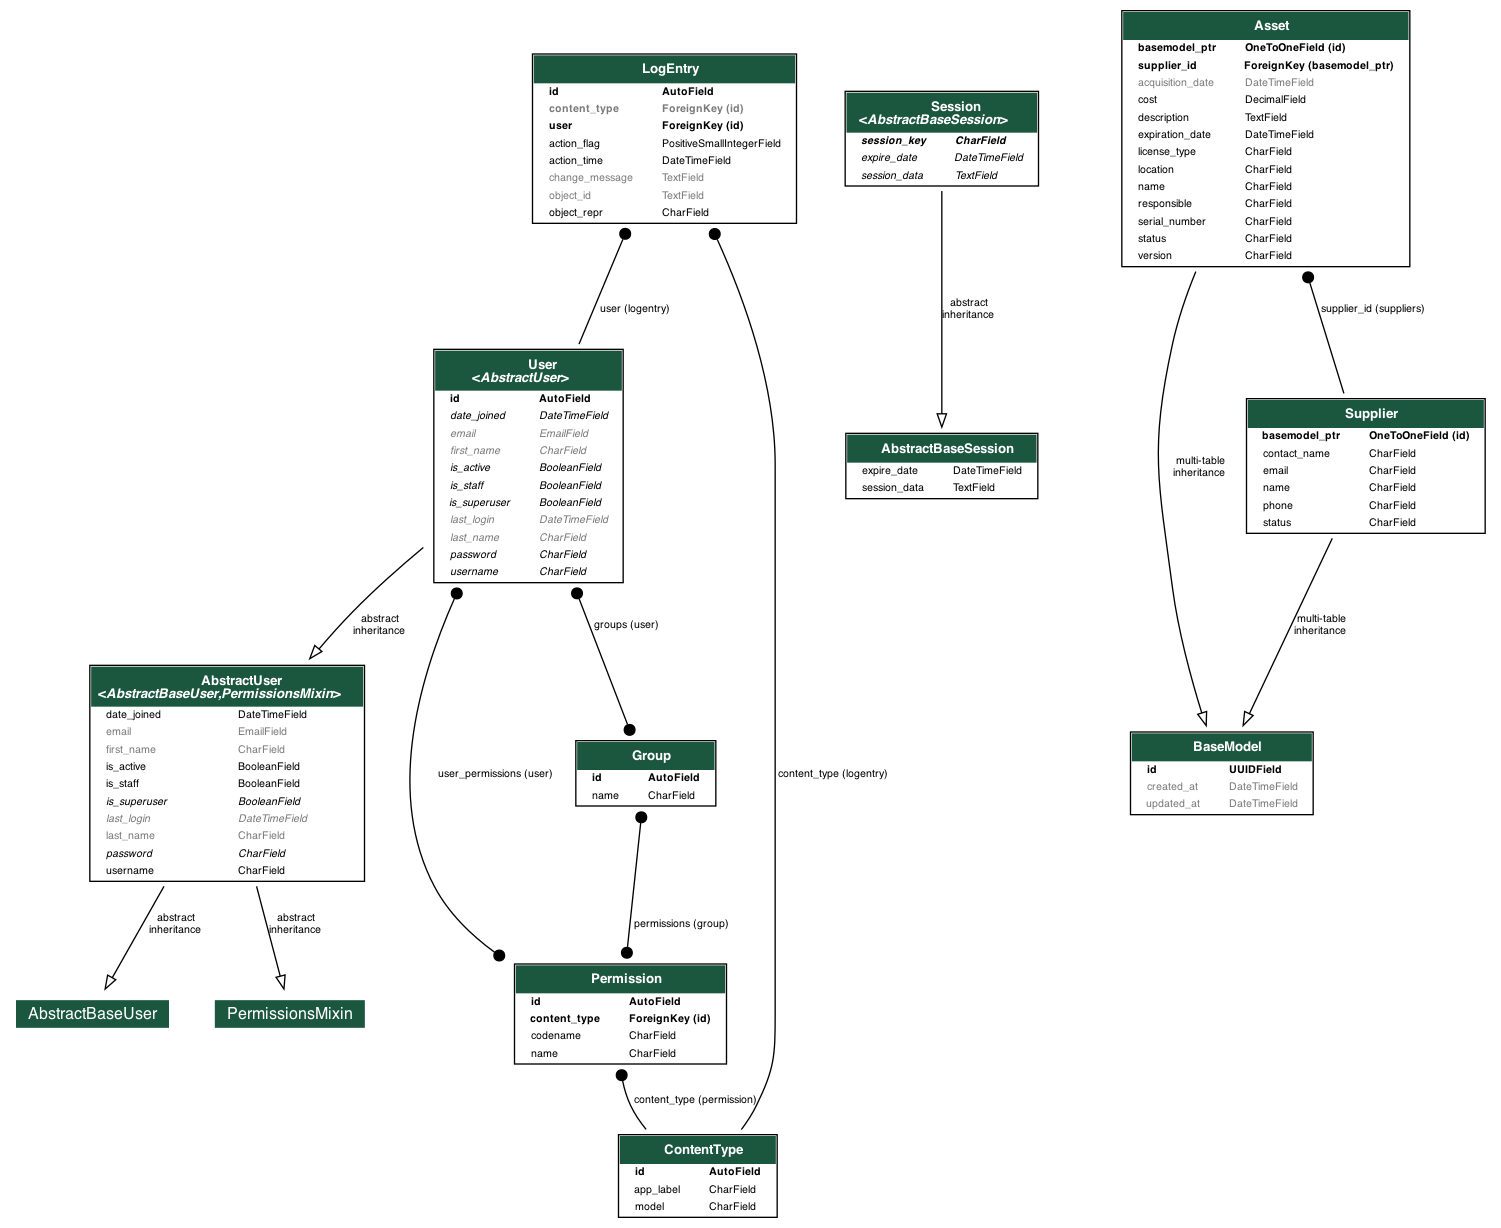 LogEntry
id AutoField
content_type ForeignKey (id)
user ForeignKey (id)
action_flag PositiveSmallIntegerField
action_time DateTimeField
change_message TextField
object_id TextField
object_repr CharField
Session
<AbstractBaseSession>
session_key CharField
expire_date DateTimeField
session_data TextField
Asset
basemodel_ptr OneToOneField (id)
supplier_id ForeignKey (basemodel_ptr)
acquisition_date DateTimeField
cost DecimalField
description TextField
expiration_date DateTimeField
license_type CharField
location CharField
name CharField
responsible CharField
serial_number CharField
status CharField
version CharField
user (logentry)
abstract
inheritance
supplier_id (suppliers)
User
<AbstractUser>
id AutoField
date_joined DateTimeField
email EmailField
first_name CharField
is_active BooleanField
is_staff BooleanField
is_superuser BooleanField
last_login DateTimeField
last_name CharField
password CharField
username CharField
AbstractBaseSession
expire_date DateTimeField
session_data TextField
Supplier
basemodel_ptr OneToOneField (id)
contact_name CharField
email CharField
name CharField
phone CharField
status CharField
multi-table
inheritance
abstract
inheritance
groups (user)
multi-table
inheritance
AbstractUser
<AbstractBaseUser,PermissionsMixin>
date_joined DateTimeField
email EmailField
first_name CharField
is_active BooleanField
is_staff BooleanField
is_superuser BooleanField
last_login DateTimeField
last_name CharField
password CharField
username CharField
user_permissions (user)
Group
id AutoField
name CharField
content_type (logentry)
BaseModel
id UUIDField
created_at DateTimeField
updated_at DateTimeField
abstract
inheritance
abstract
inheritance
permissions (group)
AbstractBaseUser
PermissionsMixin
Permission
id AutoField
content_type ForeignKey (id)
codename CharField
name CharField
content_type (permission)
ContentType
id AutoField
app_label CharField
model CharField